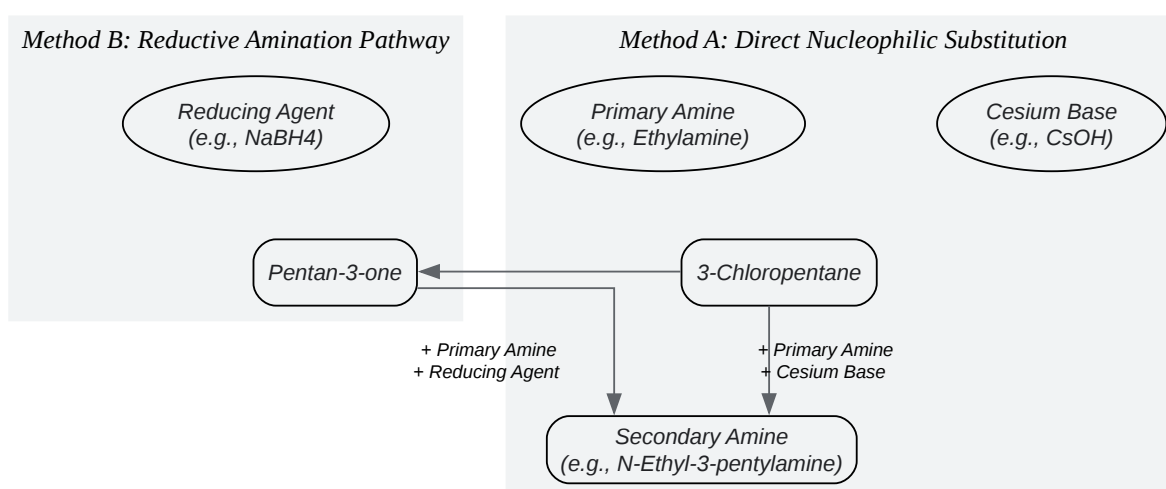 Method B: Reductive Amination Pathway
Method A: Direct Nucleophilic Substitution
Reducing Agent
(e.g., NaBH4)
Primary Amine
(e.g., Ethylamine)
Cesium Base
(e.g., CsOH)
Pentan-3-one
3-Chloropentane
+ Primary Amine
+ Reducing Agent
+ Primary Amine
+ Cesium Base
Secondary Amine
(e.g., N-Ethyl-3-pentylamine)